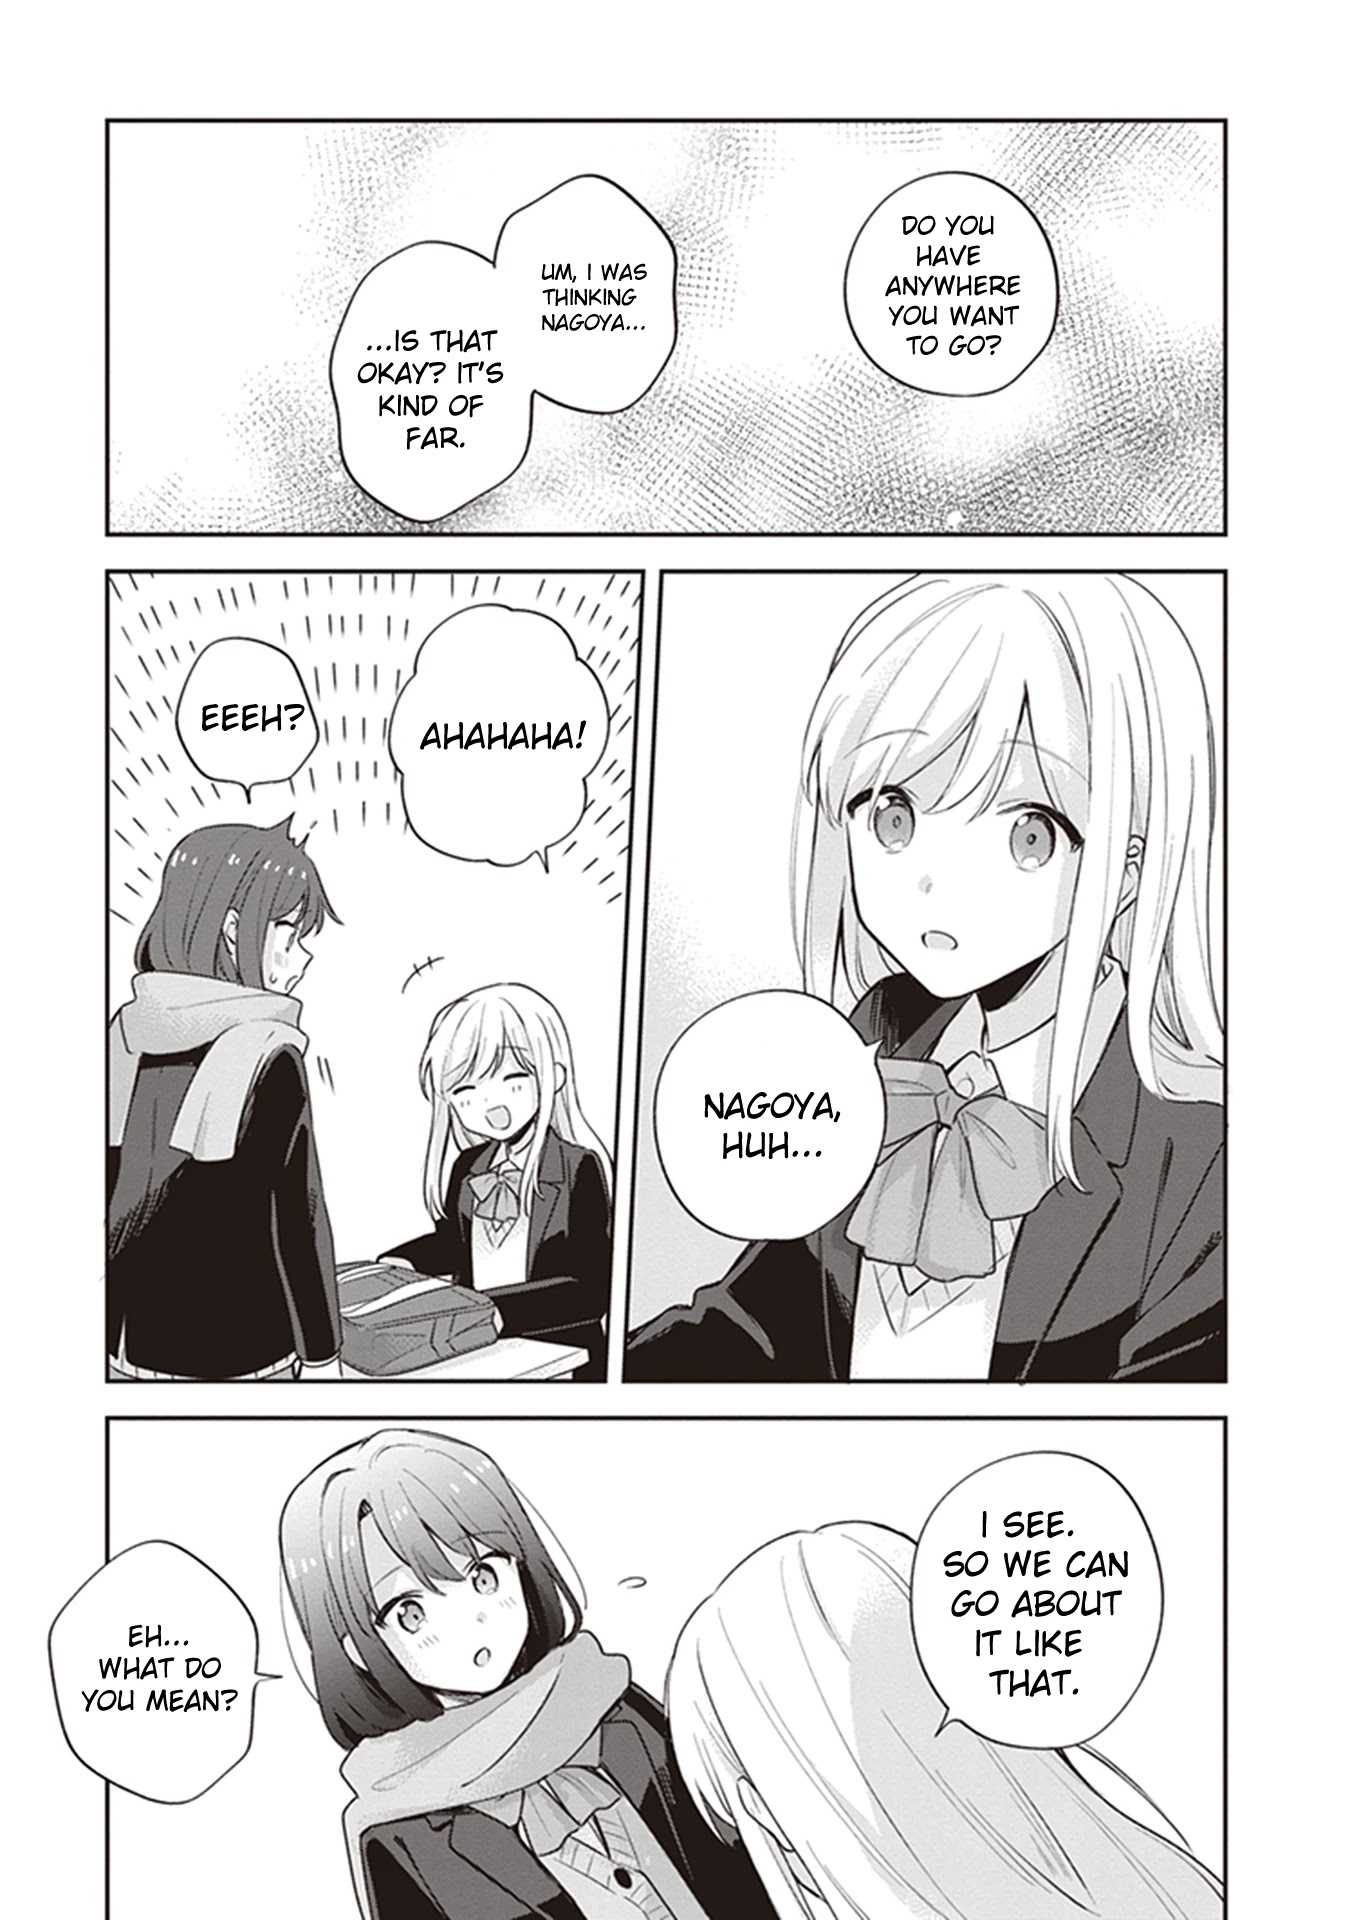 DO YOU
HAVE
ANYWHERE
YOU WANT
TO GO?
UM, I WAS
THINKING
NAGOYA...
...IS THAT
OKAY? IT'S
KIND OF
FAR.
NAGOYA,
HUH...
AHAHAHA!
EEEH?
I SEE.
SO WE CAN
GO ABOUT
IT LIKE
THAT.
EH...
WHAT DO
YOU MEAN?